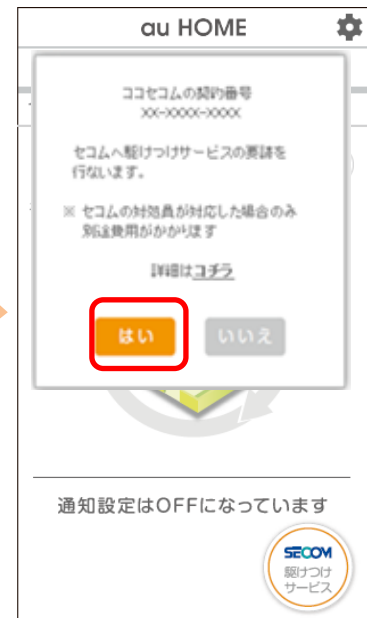 au HOME
ココセコムの契約番号
XX-XXXX-XXXX
セコムへ駆けつけサービスの要請を
行ないます。
※ セコムの対処員が対応した場合のみ
別途費用がかかります
詳細はコチラ
はい
いいえ
通知設定はOFFになっています
SECOM
駆けつけ
サービス